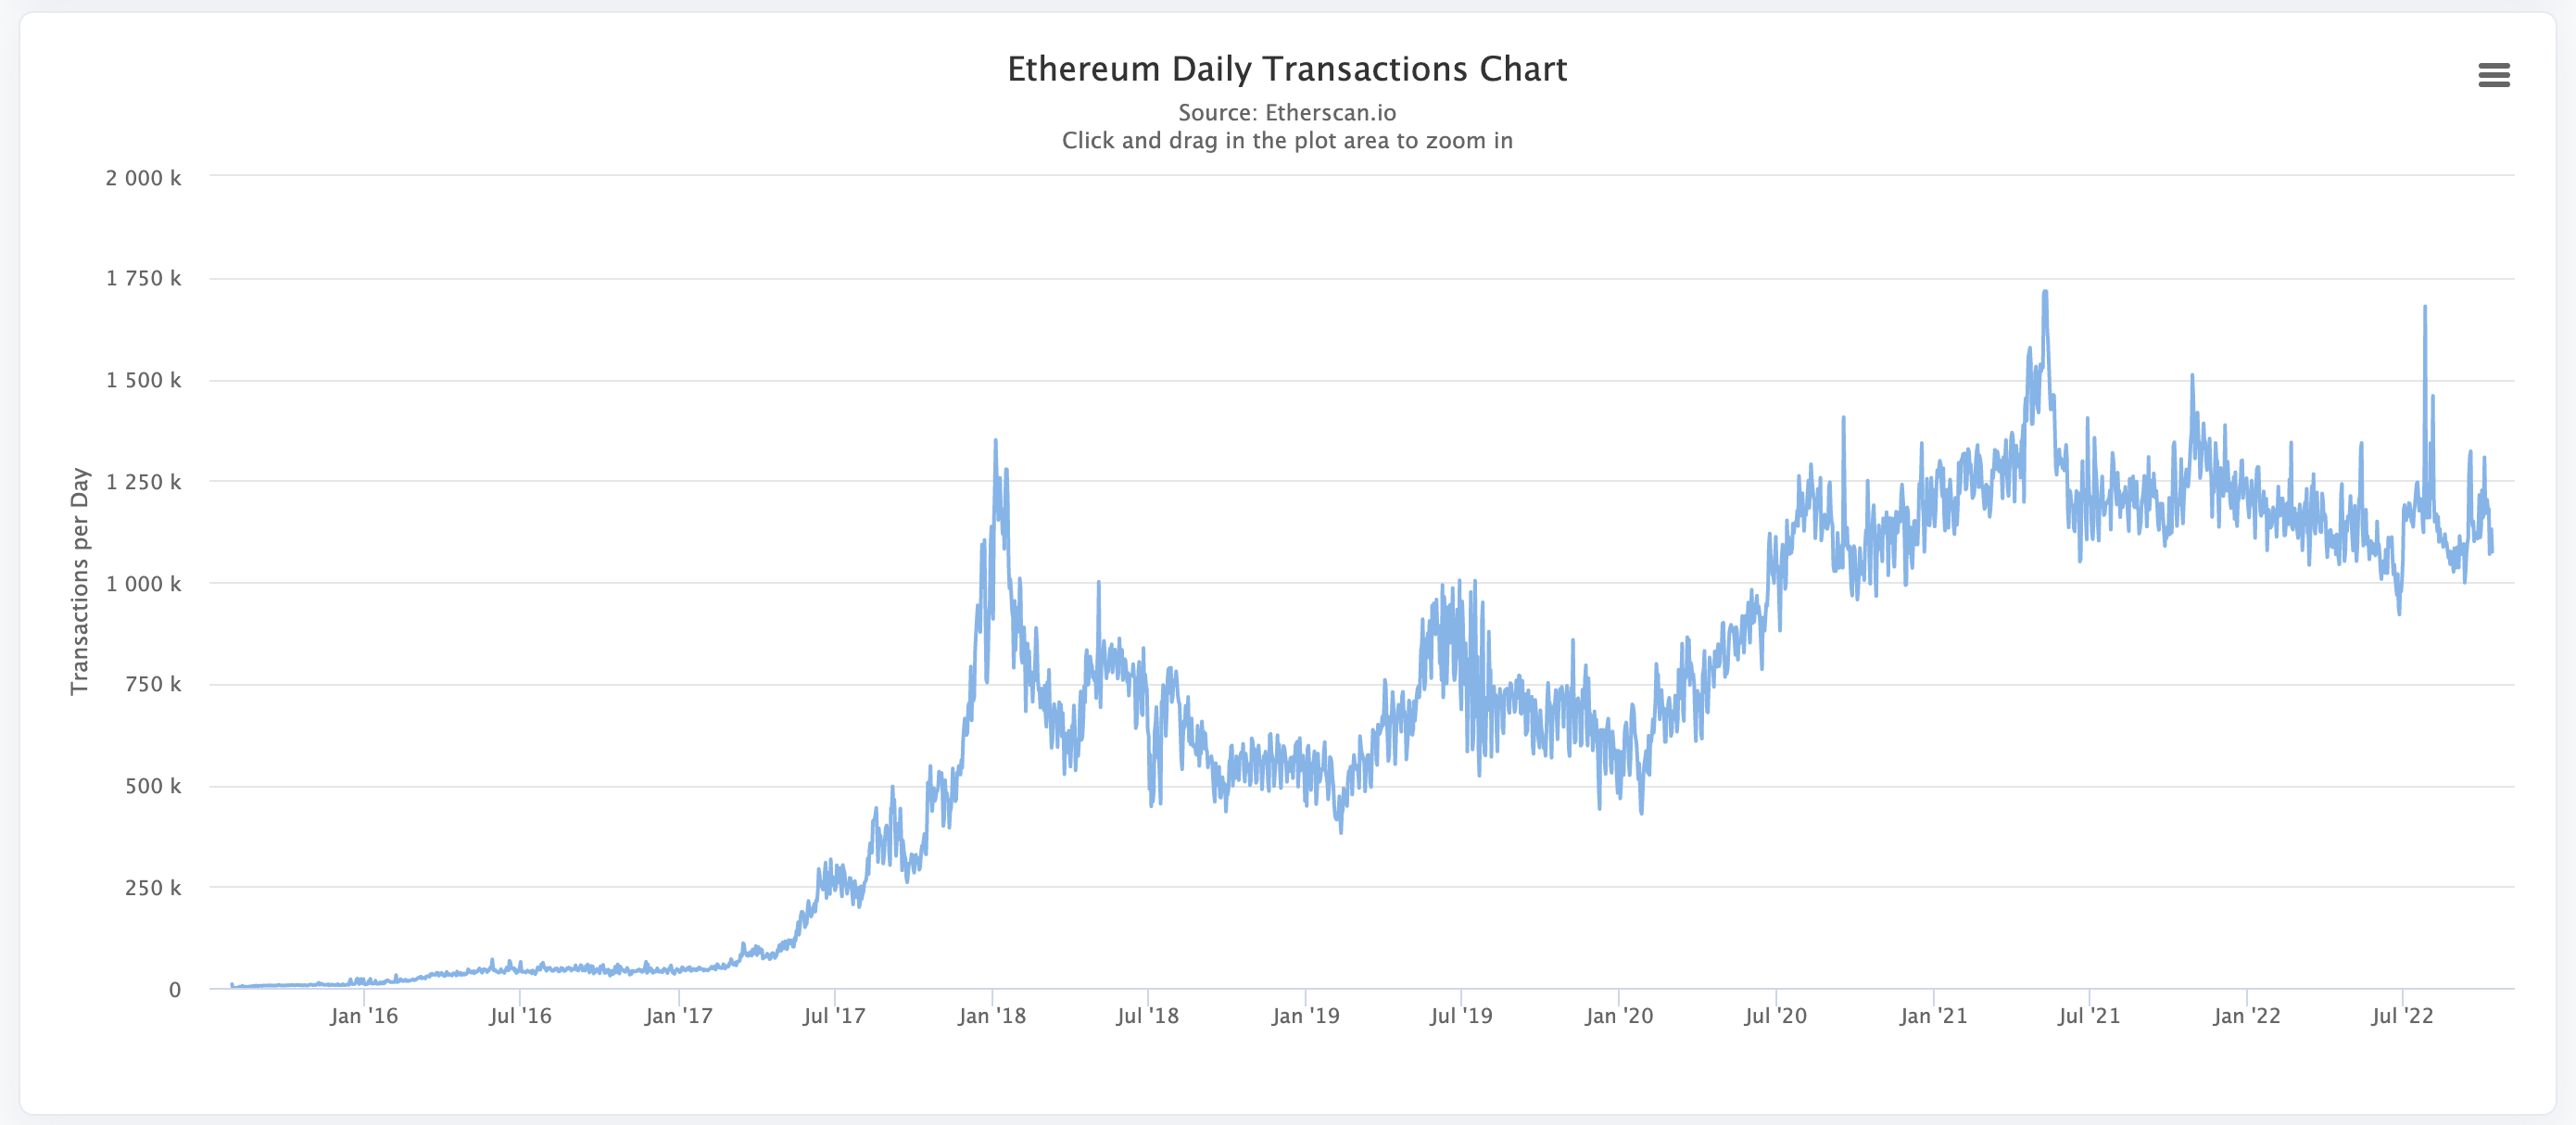 Ethereum Daily Transactions Chart
Source: Etherscan.io
Click and drag in the plot area to zoom in
Transactions per Day
2 000 k
1 750 k
1 500 k
1 250 k
1 000 k
750 k
500 k
250 k
0
Jan '16 Jul '16 Jan '17 Jul '17 Jan '18 Jul '18 Jan '19 Jul '19 Jan '20 Jul '20 Jan '21 Jul '21 Jan '22 Jul '22